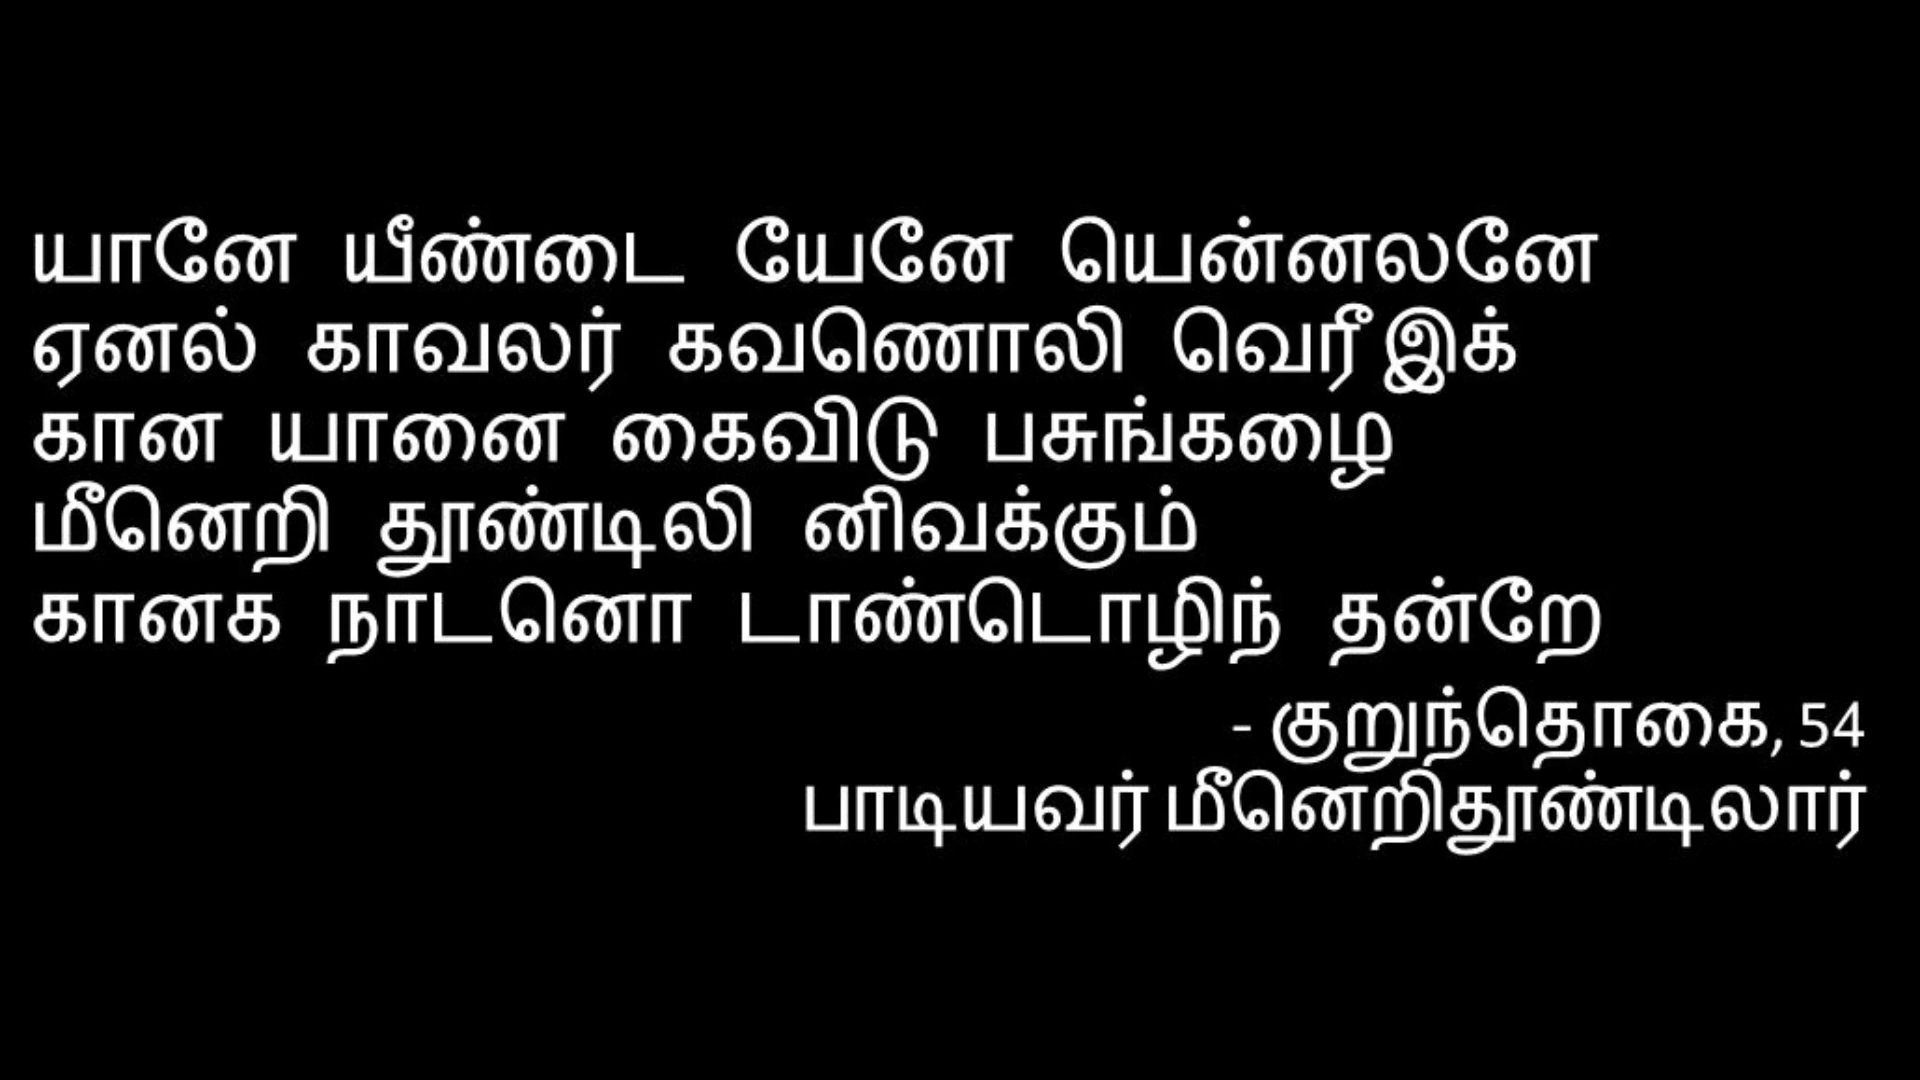 யானே யீண்டை யேனே யென்னலனே
ஏனல் காவலர் கவணொலி வெரீஇக்
கான யானை கைவிடு பசுங்கழை
மீனெறி தூண்டிலி னிவக்கும்
கானக நாடனொ டாண்டொழிந் தன்றே
- குறுந்தொகை, 54
பாடியவர் மீனெறிதூண்டிலார்